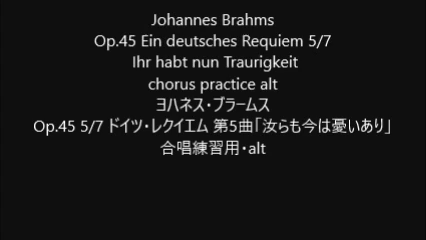 Johannes Brahms
Op.45 Ein deutsches Requiem 5/7
Ihr habt nun Traurigkeit
chorus practice alt
ヨハネス・ブラームス
Op.45 5/7 ドイツ・レクイエム 第5曲「汝らも今は憂いあり」
合唱練習用・alt